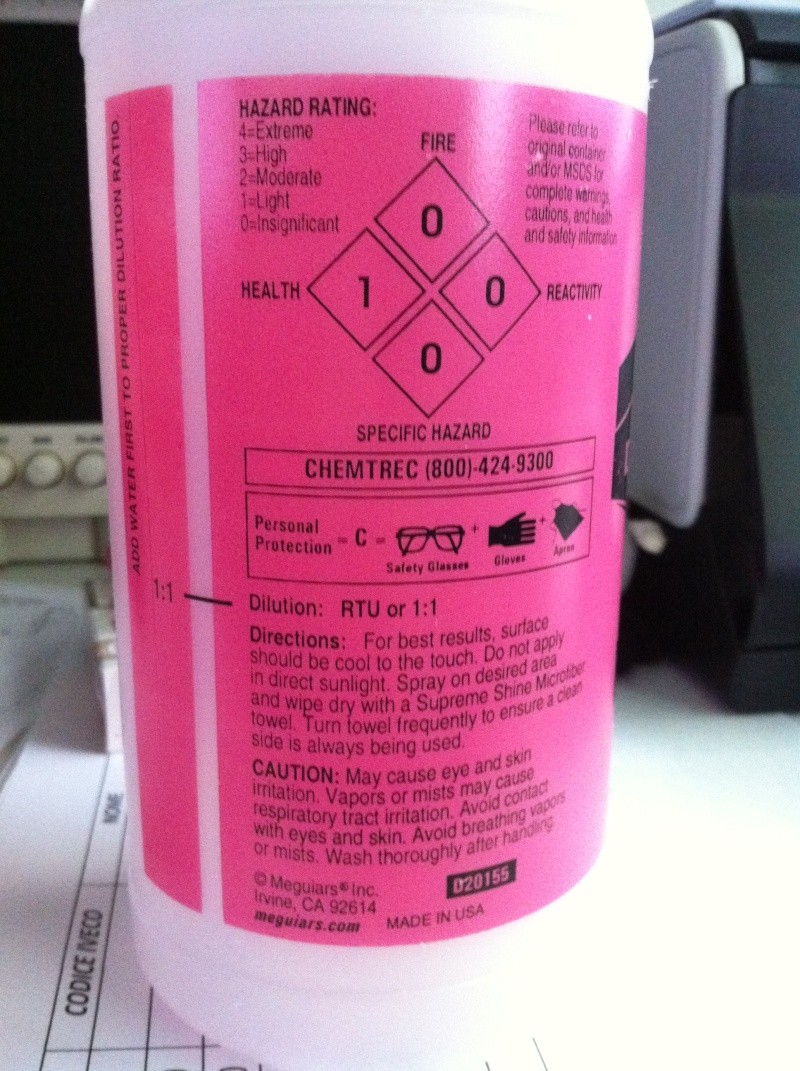 ADD WATER FIRST TO PROPER DILUTION RATIO.
HAZARD RATING:
4=Extreme
3=High
2=Moderate
1=Light
0=Insignificant
Please refer to
original container
and/or MSDS for
complete warnings,
cautions, and health
and safety information
FIRE
0
HEALTH
1
0
REACTIVITY
0
SPECIFIC HAZARD
CHEMTREC (800)-424-9300
Personal
Protection = C = + +
Safety Glasses Gloves Apron
1:1
Dilution: RTU or 1:1
Directions: For best results, surface
should be cool to the touch. Do not apply
in direct sunlight. Spray on desired area
and wipe dry with a Supreme Shine Microfiber
towel. Turn towel frequently to ensure a clean
side is always being used.
CAUTION: May cause eye and skin
irritation. Vapors or mists may cause
respiratory tract irritation. Avoid contact
with eyes and skin. Avoid breathing vapors
or mists. Wash thoroughly after handling.
© Meguiars® Inc.
Irvine, CA 92614
meguiars.com
MADE IN USA
D20155
NOME
CODICE IVECO